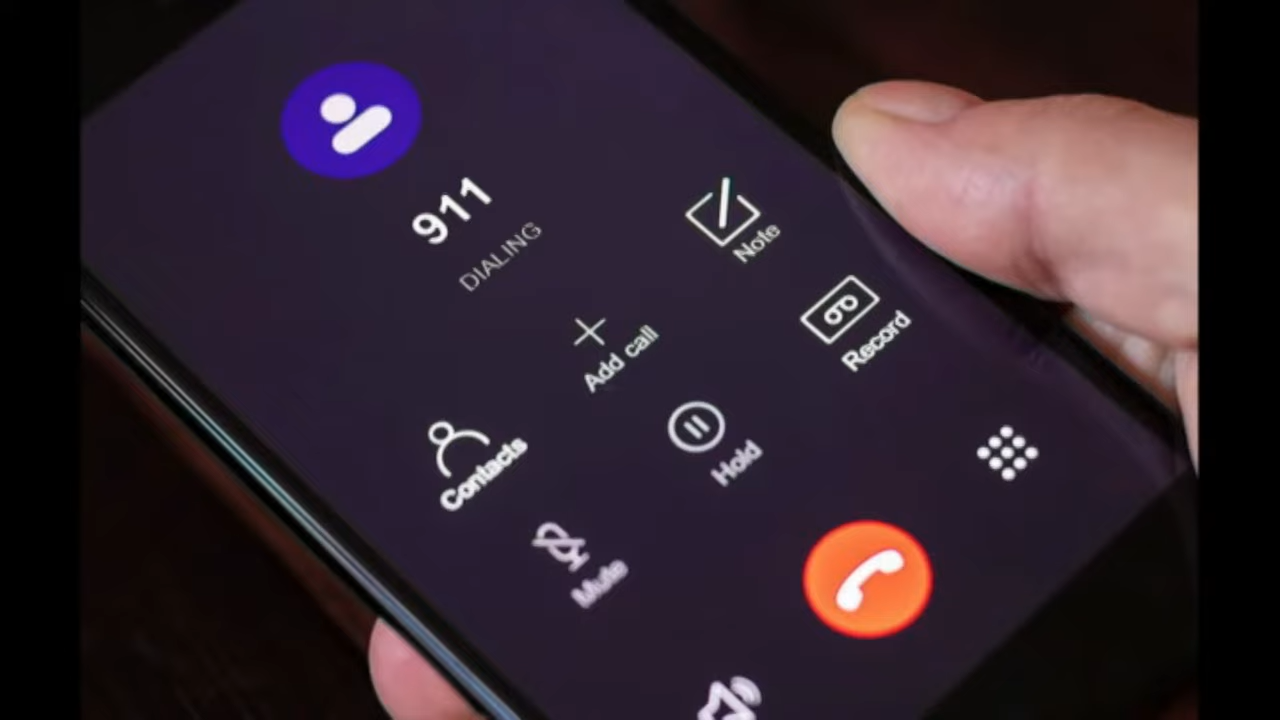 911
DIALING
Note
Add call
Record
Contacts
Hold
Mute